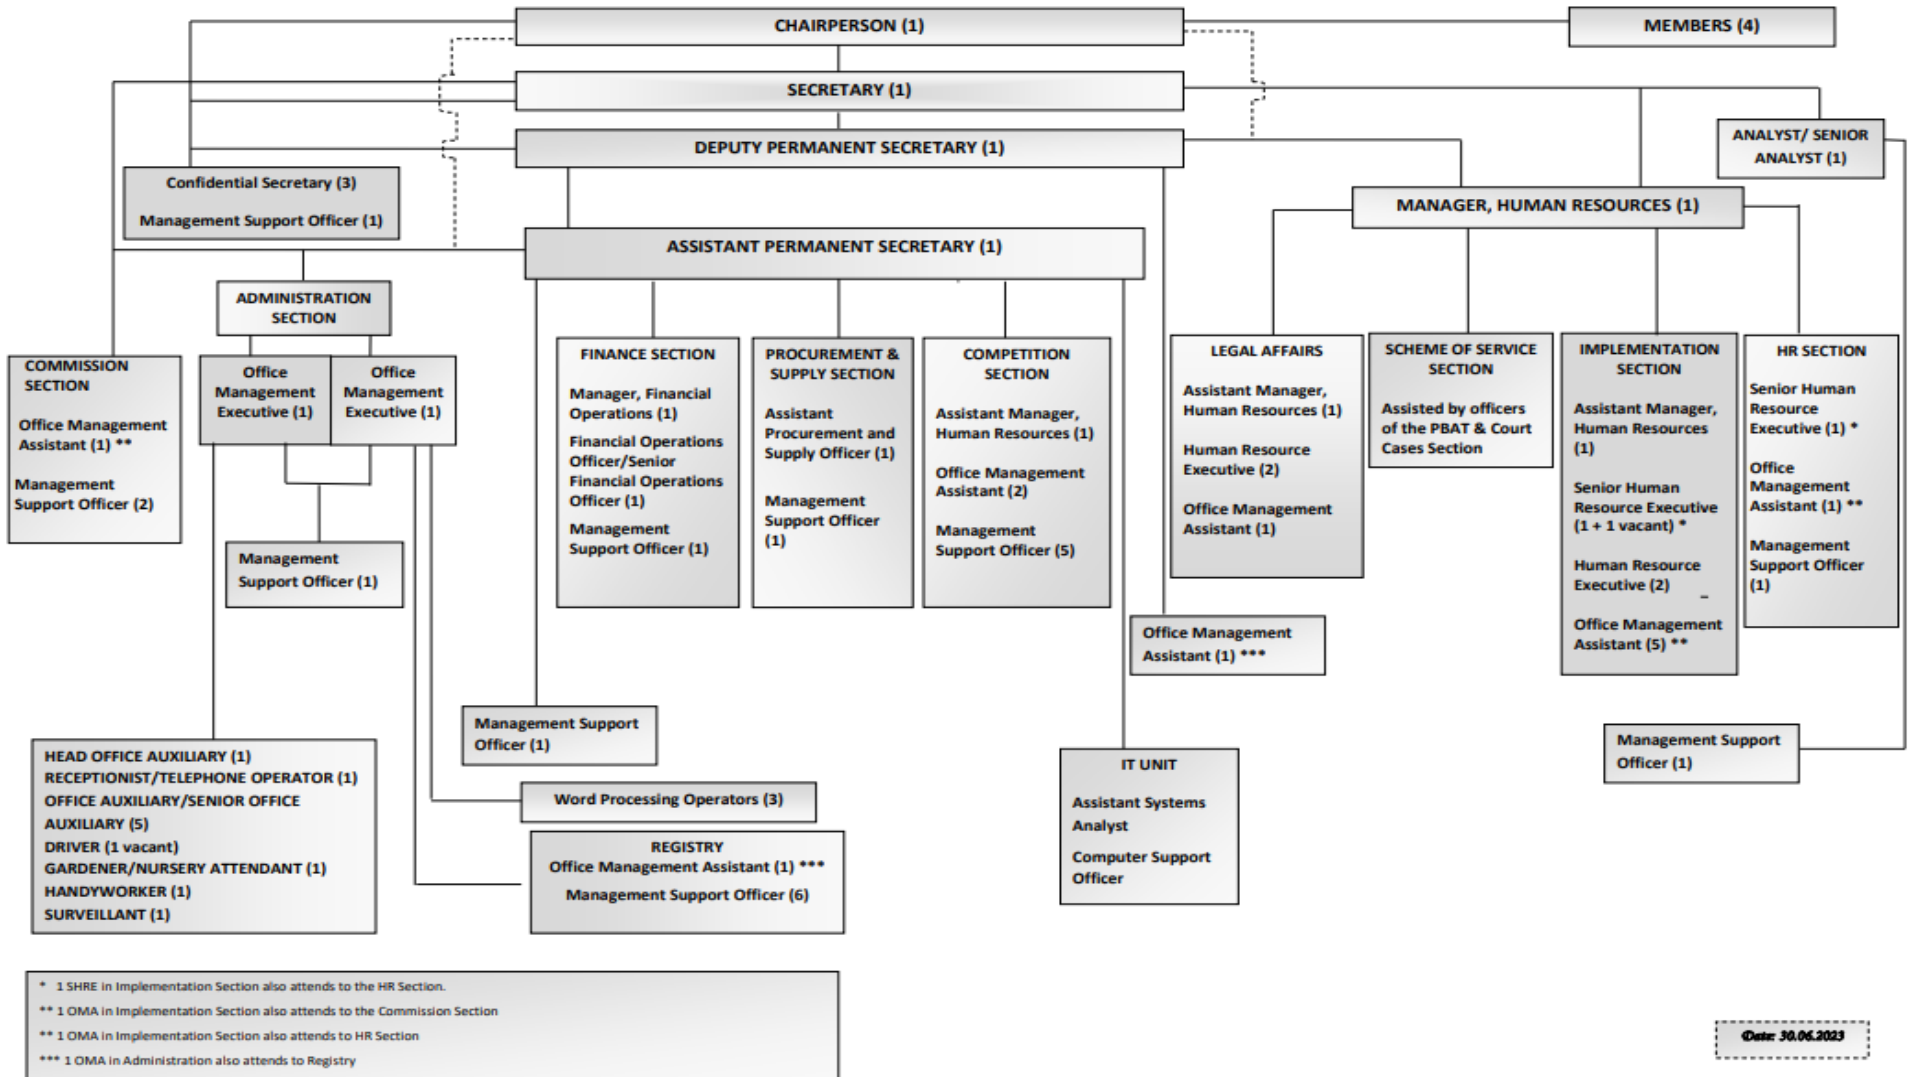 CHAIRPERSON (1)
MEMBERS (4)
SECRETARY (1)
DEPUTY PERMANENT SECRETARY (1)
ANALYST/ SENIOR
ANALYST (1)
Confidential Secretary (3)
Management Support Officer (1)
MANAGER, HUMAN RESOURCES (1)
ASSISTANT PERMANENT SECRETARY (1)
ADMINISTRATION
SECTION
COMMISSION
SECTION
Office Management
Assistant (1) **
Management
Support Officer (2)
Office
Management
Executive (1)
Office
Management
Executive (1)
Management
Support Officer (1)
FINANCE SECTION
Manager, Financial
Operations (1)
Financial Operations
Officer/Senior
Financial Operations
Officer (1)
Management
Support Officer (1)
PROCUREMENT &
SUPPLY SECTION
Assistant
Procurement and
Supply Officer (1)
Management
Support Officer
(1)
COMPETITION
SECTION
Assistant Manager,
Human Resources (1)
Office Management
Assistant (2)
Management
Support Officer (5)
LEGAL AFFAIRS
Assistant Manager,
Human Resources (1)
Human Resource
Executive (2)
Office Management
Assistant (1)
SCHEME OF SERVICE
SECTION
Assisted by officers
of the PBAT & Court
Cases Section
IMPLEMENTATION
SECTION
Assistant Manager,
Human Resources
(1)
Senior Human
Resource Executive
(1 + 1 vacant) *
Human Resource
Executive (2)
Office Management
Assistant (5) **
HR SECTION
Senior Human
Resource
Executive (1) *
Office
Management
Assistant (1) **
Management
Support Officer
(1)
Office Management
Assistant (1) ***
Management Support
Officer (1)
Management Support
Officer (1)
HEAD OFFICE AUXILIARY (1)
RECEPTIONIST/TELEPHONE OPERATOR (1)
OFFICE AUXILIARY/SENIOR OFFICE
AUXILIARY (5)
DRIVER (1 vacant)
GARDENER/NURSERY ATTENDANT (1)
HANDYWORKER (1)
SURVEILLANT (1)
Word Processing Operators (3)
REGISTRY
Office Management Assistant (1) ***
Management Support Officer (6)
IT UNIT
Assistant Systems
Analyst
Computer Support
Officer
* 1 SHRE in Implementation Section also attends to the HR Section.
** 1 OMA in Implementation Section also attends to the Commission Section
** 1 OMA in Implementation Section also attends to HR Section
*** 1 OMA in Administration also attends to Registry
Date: 30.06.2023